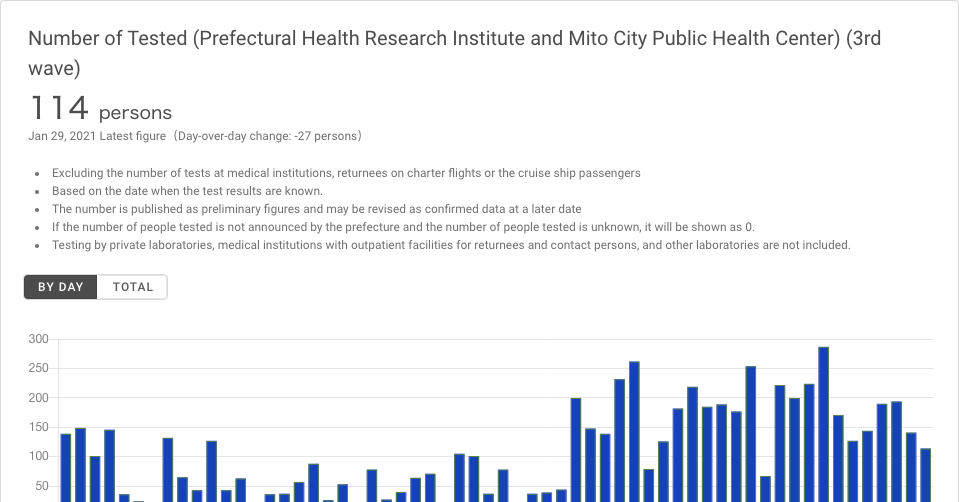 Number of Tested (Prefectural Health Research Institute and Mito City Public Health Center) (3rd
wave)
114 persons
Jan 29, 2021 Latest figure（Day-over-day change: -27 persons）
• Excluding the number of tests at medical institutions, returnees on charter flights or the cruise ship passengers
• Based on the date when the test results are known.
• The number is published as preliminary figures and may be revised as confirmed data at a later date
• If the number of people tested is not announced by the prefecture and the number of people tested is unknown, it will be shown as 0.
• Testing by private laboratories, medical institutions with outpatient facilities for returnees and contact persons, and other laboratories are not included.
BY DAY TOTAL
300
250
200
150
100
50